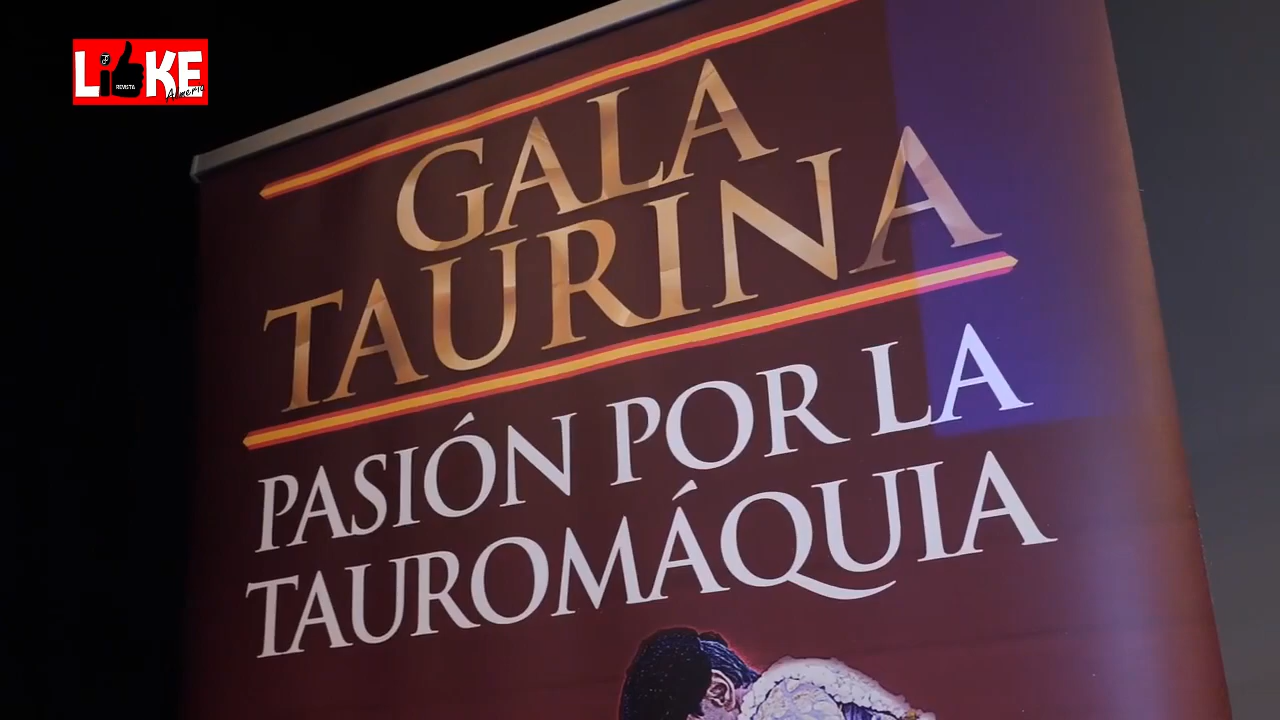 LIKE
REVISTA
Almería
GALA
TAURINA
PASIÓN POR LA
TAUROMÁQUIA